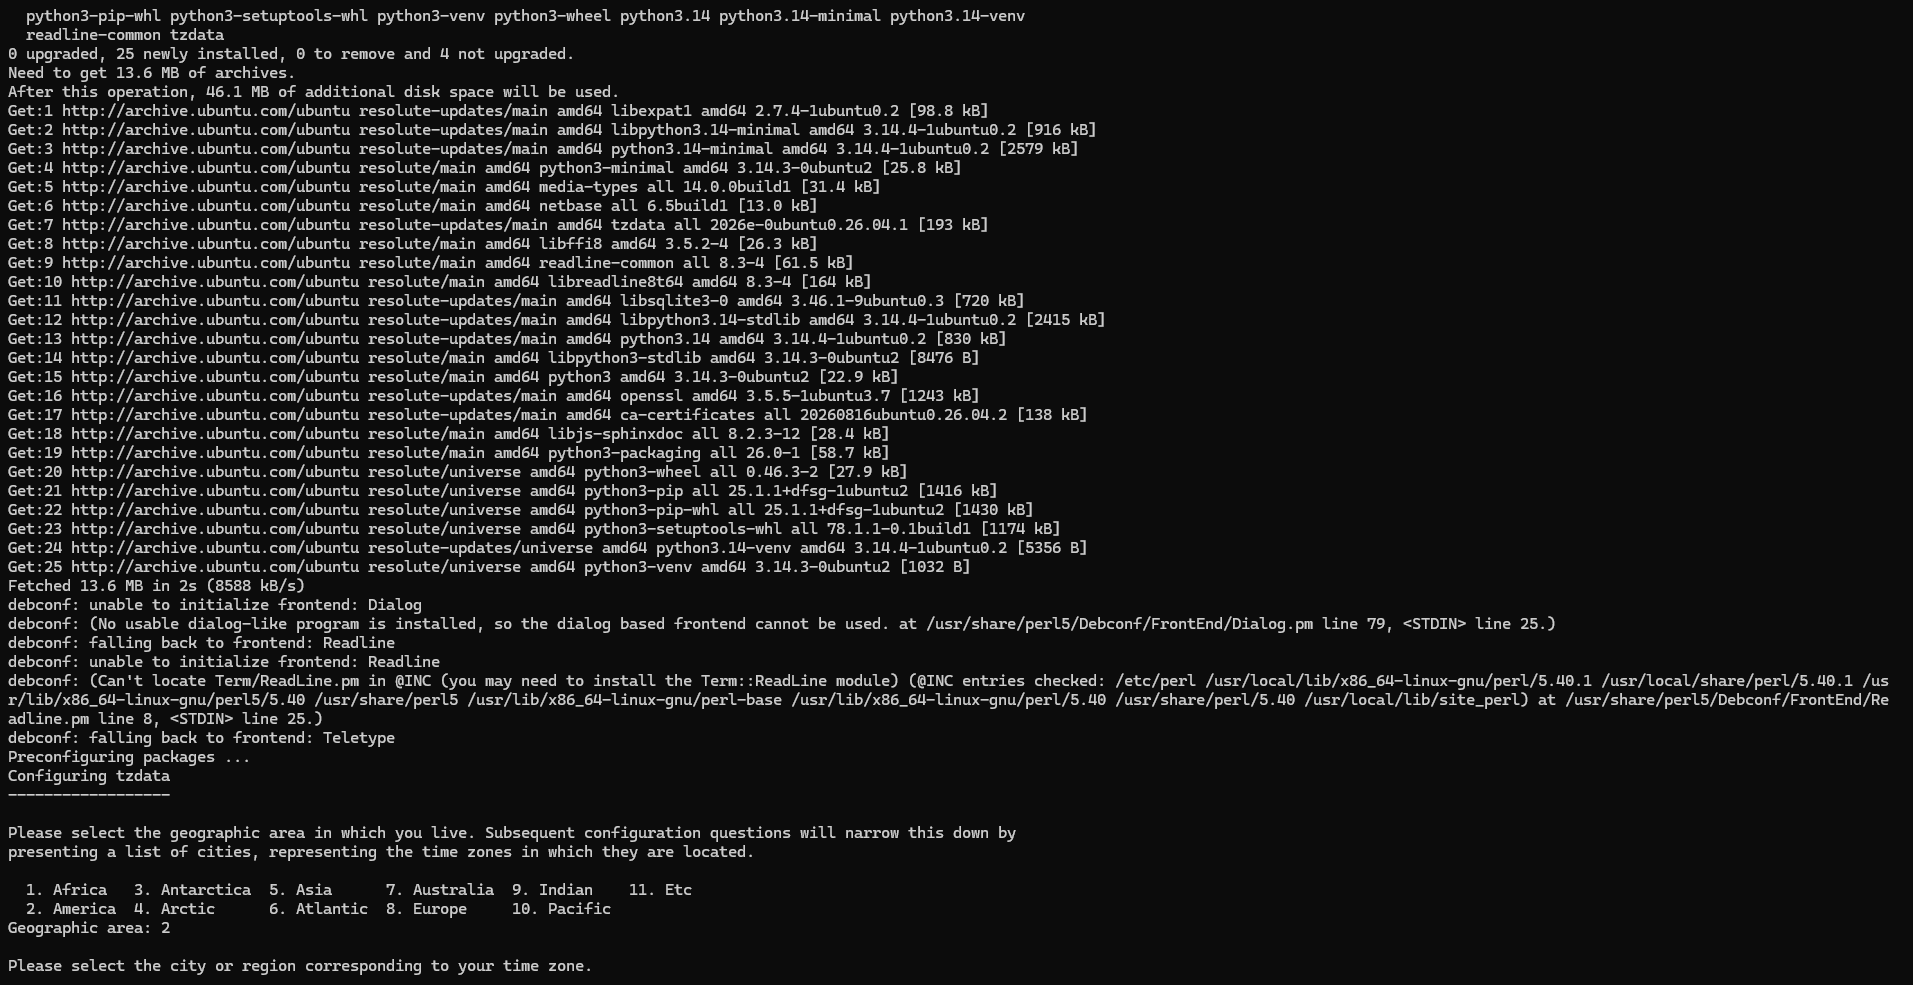 python3-pip-whl python3-setuptools-whl python3-venv python3-wheel python3.14 python3.14-minimal python3.14-venv
readline-common tzdata
0 upgraded, 25 newly installed, 0 to remove and 4 not upgraded.
Need to get 13.6 MB of archives.
After this operation, 46.1 MB of additional disk space will be used.
Get:1 http://archive.ubuntu.com/ubuntu resolute-updates/main amd64 libexpat1 amd64 2.7.4-1ubuntu0.2 [98.8 kB]
Get:2 http://archive.ubuntu.com/ubuntu resolute-updates/main amd64 libpython3.14-minimal amd64 3.14.4-1ubuntu0.2 [916 kB]
Get:3 http://archive.ubuntu.com/ubuntu resolute-updates/main amd64 python3.14-minimal amd64 3.14.4-1ubuntu0.2 [2579 kB]
Get:4 http://archive.ubuntu.com/ubuntu resolute/main amd64 python3-minimal amd64 3.14.3-0ubuntu2 [25.8 kB]
Get:5 http://archive.ubuntu.com/ubuntu resolute/main amd64 media-types all 14.0.0build1 [31.4 kB]
Get:6 http://archive.ubuntu.com/ubuntu resolute/main amd64 netbase all 6.5build1 [13.0 kB]
Get:7 http://archive.ubuntu.com/ubuntu resolute-updates/main amd64 tzdata all 2026e-0ubuntu0.26.04.1 [193 kB]
Get:8 http://archive.ubuntu.com/ubuntu resolute/main amd64 libffi8 amd64 3.5.2-4 [26.3 kB]
Get:9 http://archive.ubuntu.com/ubuntu resolute/main amd64 readline-common all 8.3-4 [61.5 kB]
Get:10 http://archive.ubuntu.com/ubuntu resolute/main amd64 libreadline8t64 amd64 8.3-4 [164 kB]
Get:11 http://archive.ubuntu.com/ubuntu resolute-updates/main amd64 libsqlite3-0 amd64 3.46.1-9ubuntu0.3 [720 kB]
Get:12 http://archive.ubuntu.com/ubuntu resolute-updates/main amd64 libpython3.14-stdlib amd64 3.14.4-1ubuntu0.2 [2415 kB]
Get:13 http://archive.ubuntu.com/ubuntu resolute-updates/main amd64 python3.14 amd64 3.14.4-1ubuntu0.2 [830 kB]
Get:14 http://archive.ubuntu.com/ubuntu resolute/main amd64 libpython3-stdlib amd64 3.14.3-0ubuntu2 [8476 B]
Get:15 http://archive.ubuntu.com/ubuntu resolute/main amd64 python3 amd64 3.14.3-0ubuntu2 [22.9 kB]
Get:16 http://archive.ubuntu.com/ubuntu resolute-updates/main amd64 openssl amd64 3.5.5-1ubuntu3.7 [1243 kB]
Get:17 http://archive.ubuntu.com/ubuntu resolute-updates/main amd64 ca-certificates all 20260816ubuntu0.26.04.2 [138 kB]
Get:18 http://archive.ubuntu.com/ubuntu resolute/main amd64 libjs-sphinxdoc all 8.2.3-12 [28.4 kB]
Get:19 http://archive.ubuntu.com/ubuntu resolute/main amd64 python3-packaging all 26.0-1 [58.7 kB]
Get:20 http://archive.ubuntu.com/ubuntu resolute/universe amd64 python3-wheel all 0.46.3-2 [27.9 kB]
Get:21 http://archive.ubuntu.com/ubuntu resolute/universe amd64 python3-pip all 25.1.1+dfsg-1ubuntu2 [1416 kB]
Get:22 http://archive.ubuntu.com/ubuntu resolute/universe amd64 python3-pip-whl all 25.1.1+dfsg-1ubuntu2 [1430 kB]
Get:23 http://archive.ubuntu.com/ubuntu resolute/universe amd64 python3-setuptools-whl all 78.1.1-0.1build1 [1174 kB]
Get:24 http://archive.ubuntu.com/ubuntu resolute-updates/universe amd64 python3.14-venv amd64 3.14.4-1ubuntu0.2 [5356 B]
Get:25 http://archive.ubuntu.com/ubuntu resolute/universe amd64 python3-venv amd64 3.14.3-0ubuntu2 [1032 B]
Fetched 13.6 MB in 2s (8588 kB/s)
debconf: unable to initialize frontend: Dialog
debconf: (No usable dialog-like program is installed, so the dialog based frontend cannot be used. at /usr/share/perl5/Debconf/FrontEnd/Dialog.pm line 79, <STDIN> line 25.)
debconf: falling back to frontend: Readline
debconf: unable to initialize frontend: Readline
debconf: (Can't locate Term/ReadLine.pm in @INC (you may need to install the Term::ReadLine module) (@INC entries checked: /etc/perl /usr/local/lib/x86_64-linux-gnu/perl/5.40.1 /usr/local/share/perl/5.40.1 /us
r/lib/x86_64-linux-gnu/perl5/5.40 /usr/share/perl5 /usr/lib/x86_64-linux-gnu/perl-base /usr/lib/x86_64-linux-gnu/perl/5.40 /usr/share/perl/5.40 /usr/local/lib/site_perl) at /usr/share/perl5/Debconf/FrontEnd/Re
adline.pm line 8, <STDIN> line 25.)
debconf: falling back to frontend: Teletype
Preconfiguring packages ...
Configuring tzdata
------------------
Please select the geographic area in which you live. Subsequent configuration questions will narrow this down by
presenting a list of cities, representing the time zones in which they are located.
1. Africa   3. Antarctica  5. Asia      7. Australia  9. Indian    11. Etc
2. America  4. Arctic      6. Atlantic  8. Europe     10. Pacific
Geographic area: 2
Please select the city or region corresponding to your time zone.